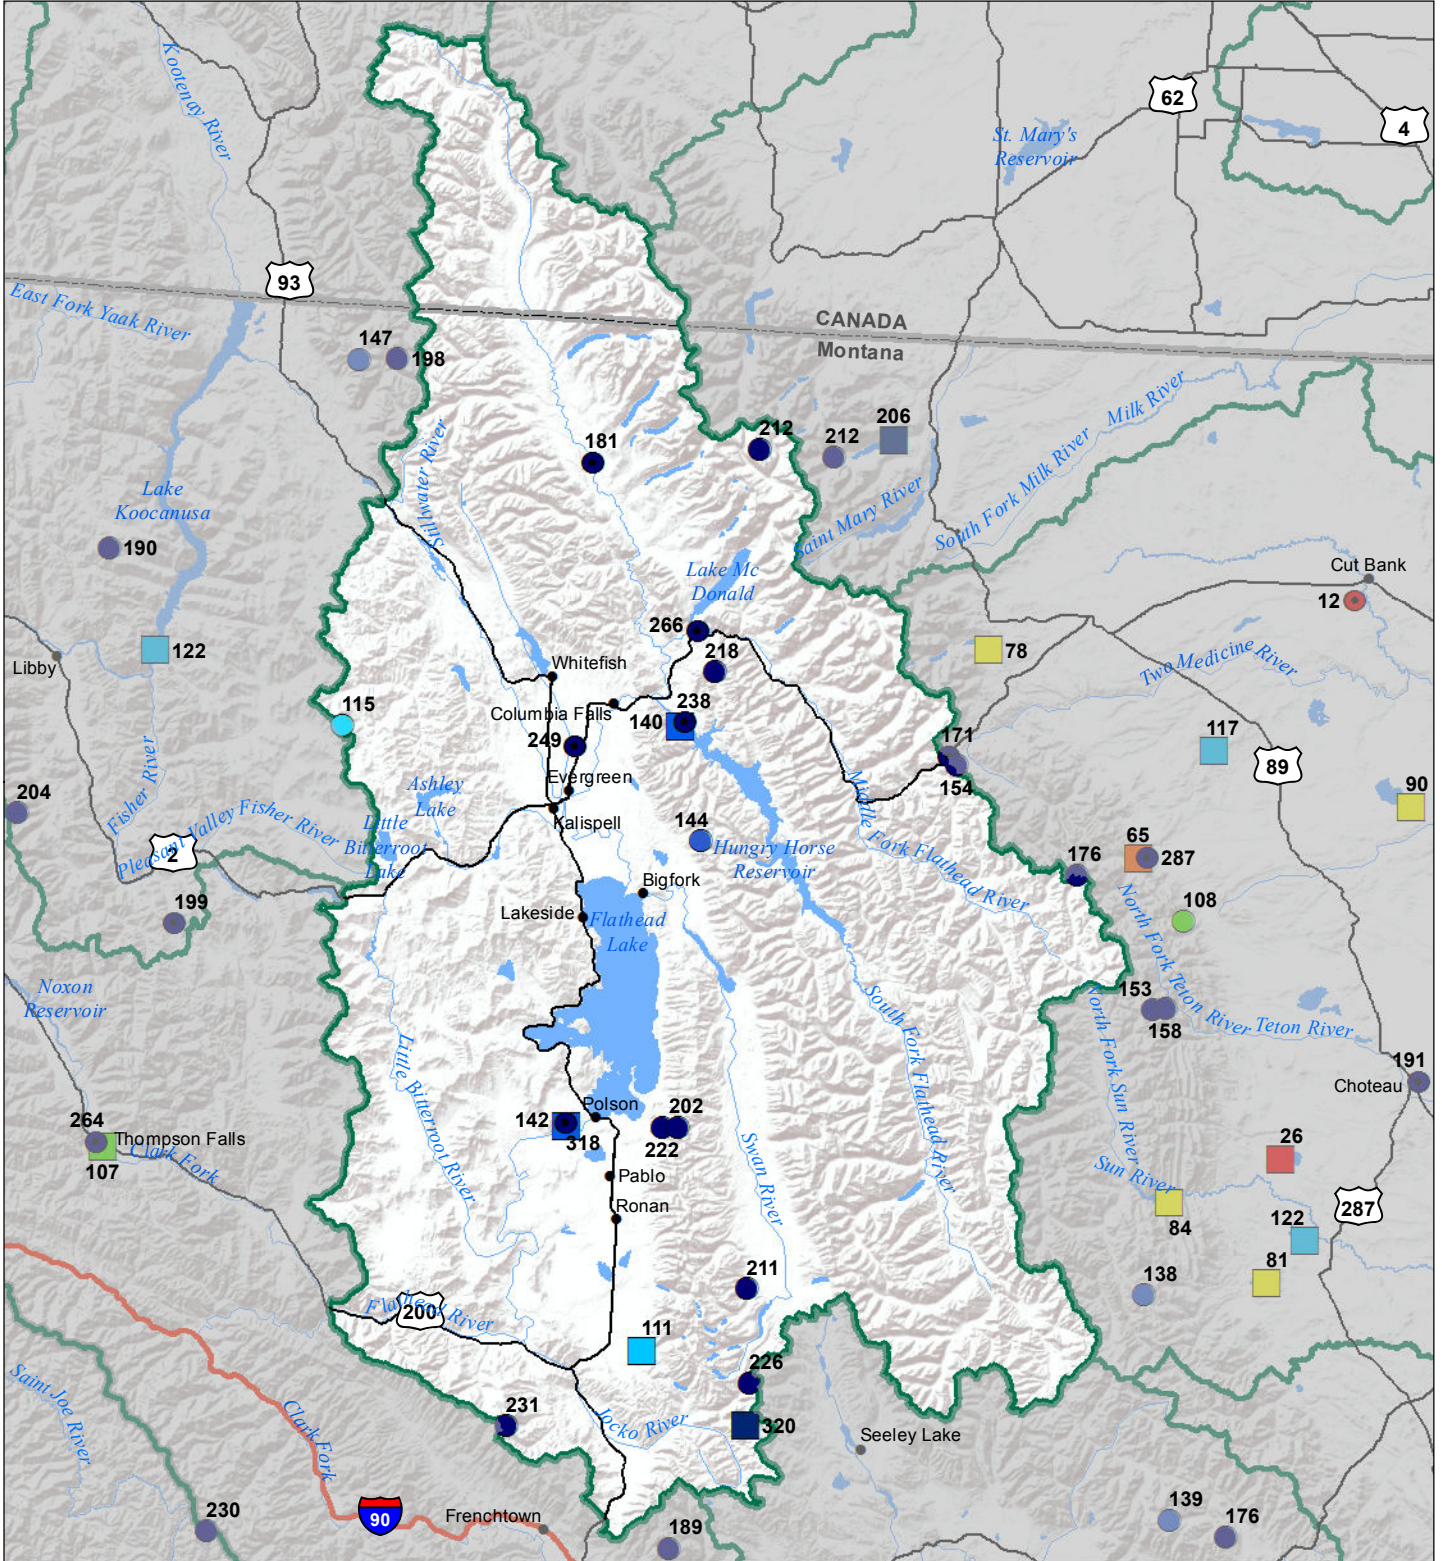 Kootenay River
62
4
St. Mary's
Reservoir
93
East Fork Yaak River
CANADA
Montana
147
198
Milk River
212
206
181
212
Stillwater River
South Fork Milk River
Lake
Koocanusa
Saint Mary River
190
Lake Mc
Donald
Cut Bank
12
266
122
Libby
218
78
Two Medicine River
Whitefish
115
Columbia Falls
140
238
249
171
117
89
154
Evergreen
Fisher River
Ashley
Lake
204
90
Pleasant Valley Fisher River
Little
Bitterroot
Lake
Kalispell
144
Hungry Horse
Reservoir
Middle Fork Flathead River
2
65
287
176
Bigfork
199
Lakeside
Flathead
Lake
108
North Fork Teton River
Noxon
Reservoir
153
158
Teton River
South Fork Flathead River
North Fork Sun River
Little Bitterroot River
191
Choteau
142
318
Polson
202
222
264
Thompson Falls
107
Clark Fork
Swan River
26
Pablo
Sun River
Ronan
84
287
122
211
138
81
Flathead River
200
111
226
Saint Joe River
Clark Fork
231
Jocko River
320
Seeley Lake
230
90
Frenchtown
189
139
176